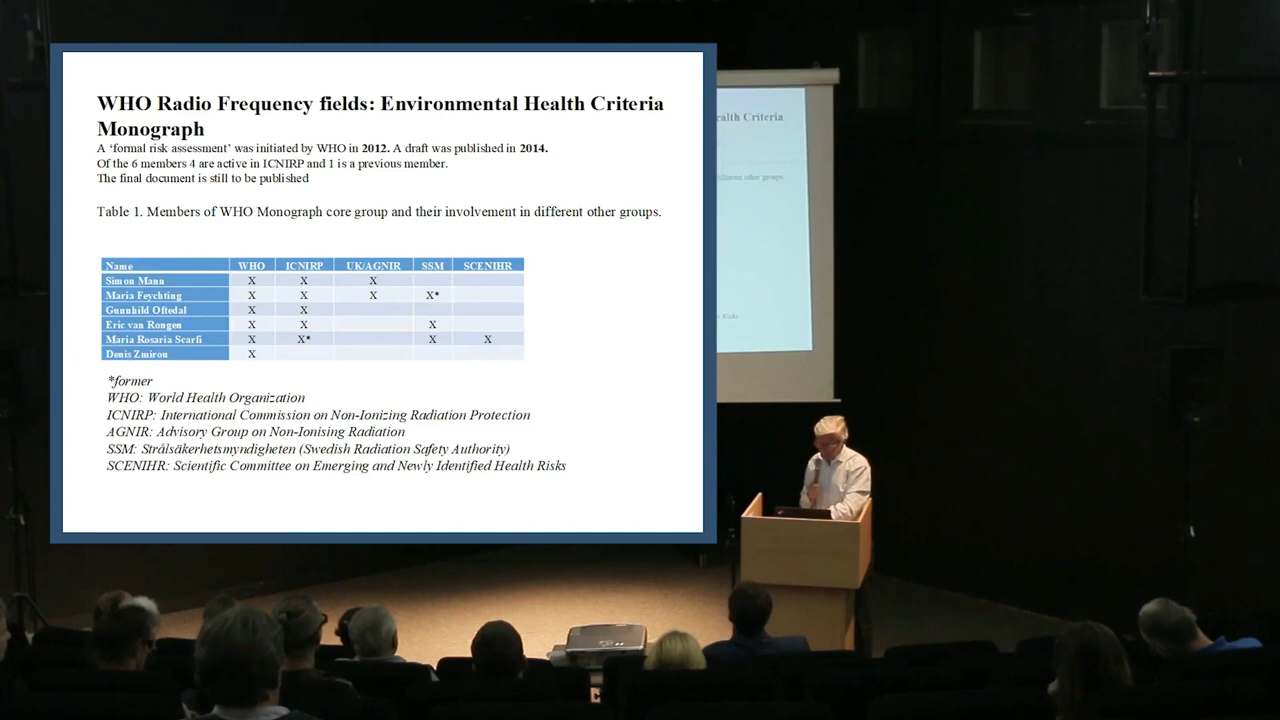 WHO Radio Frequency fields: Environmental Health Criteria
Monograph
A ‘formal risk assessment’ was initiated by WHO in 2012. A draft was published in 2014.
Of the 6 members 4 are active in ICNIRP and 1 is a previous member.
The final document is still to be published
Table 1. Members of WHO Monograph core group and their involvement in different other groups.
Name WHO ICNIRP UK/AGNIR SSM SCENIHR
Simon Mann X X X
Maria Feychting X X X X*
Gunnhild Oftedal X X
Eric van Rongen X X X
Maria Rosaria Scarfi X X* X X
Denis Zmirou X
*former
WHO: World Health Organization
ICNIRP: International Commission on Non-Ionizing Radiation Protection
AGNIR: Advisory Group on Non-Ionising Radiation
SSM: Strålsäkerhetsmyndigheten (Swedish Radiation Safety Authority)
SCENIHR: Scientific Committee on Emerging and Newly Identified Health Risks
ealth Criteria
different other groups
Risks